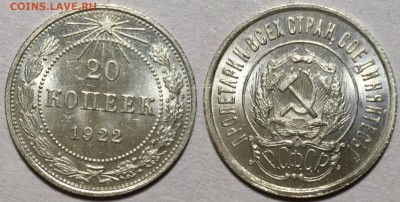 COINS.LAVE.RU
20
КОПЕЕК
1922
ПРОЛЕТАРИИ ВСЕХ СТРАН, СОЕДИНЯЙТЕСЬ!
Р.С.Ф.С.Р.